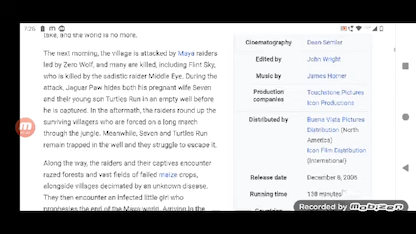 7:26
lake, and the world is no more.
The next morning, the village is attacked by Maya raiders
led by Zero Wolf, and many are killed, including Flint Sky,
who is killed by the sadistic raider Middle Eye. During the
attack, Jaguar Paw hides both his pregnant wife Seven
and their young son Turtles Run in an empty well before
he is captured. In the aftermath, the raiders round up the
surviving villagers who are forced on a long march
through the jungle. Meanwhile, Seven and Turtles Run
remain trapped in the well and they struggle to escape it.
Along the way, the raiders and their captives encounter
razed forests and vast fields of failed maize crops,
alongside villages decimated by an unknown disease.
They then encounter an infected little girl who
prophesies the end of the Maya world. Arriving in the
Cinematography Dean Semler
Edited by John Wright
Music by James Horner
Production Touchstone Pictures
companies Icon Productions
Distributed by Buena Vista Pictures
Distribution (North
America)
Icon Film Distribution
(International)
Release date December 8, 2006
Running time 138 minutes
Countries
Recorded by Mobizen